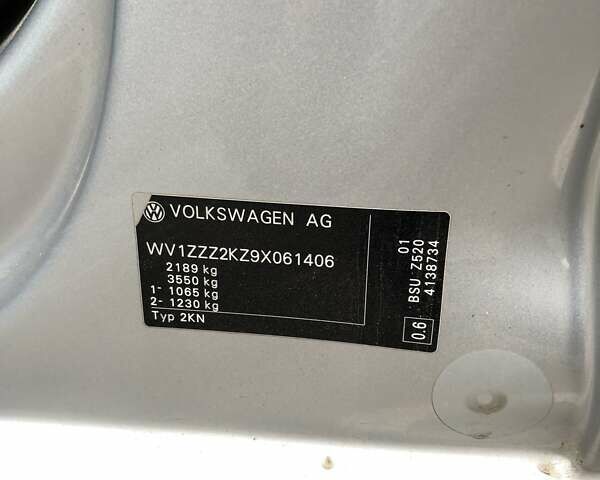 VOLKSWAGEN AG
WV1ZZZ2KZ9X061406
2189 kg
3550 kg
1- 1065 kg
2- 1230 kg
Typ 2KN
01
BSU Z520
4138734
0.6